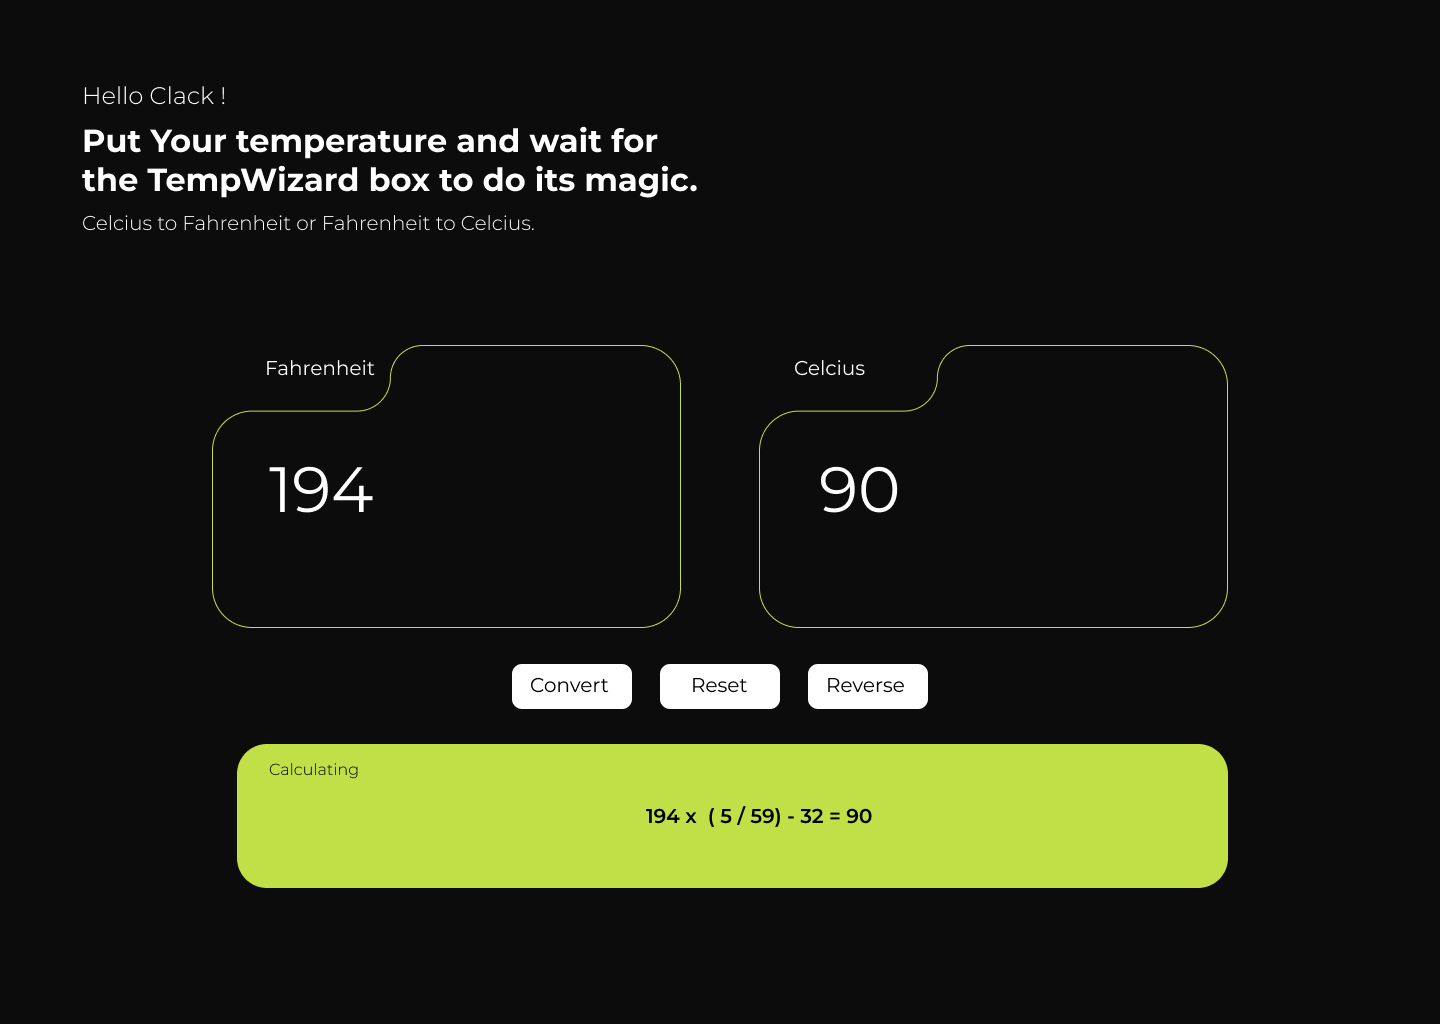 Hello Clack !
Put Your temperature and wait for
the TempWizard box to do its magic.
Celcius to Fahrenheit or Fahrenheit to Celcius.
Fahrenheit
194
Celcius
90
Convert
Reset
Reverse
Calculating
194 x  ( 5 / 59) - 32 = 90